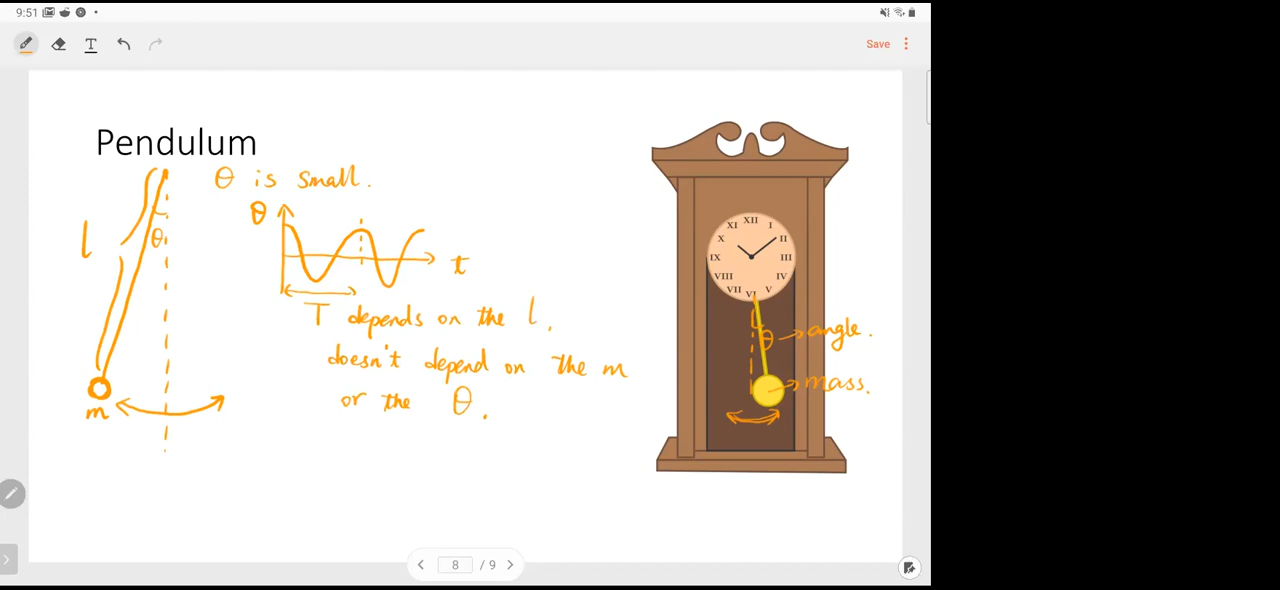 9:51
Save
Pendulum
θ is small.
l
θ
m
θ
t
T depends on the l,
doesn't depend on the m
or the θ.
XII
I
II
III
IV
V
VI
VII
VIII
IX
X
XI
θ → angle.
→ mass.
8 / 9